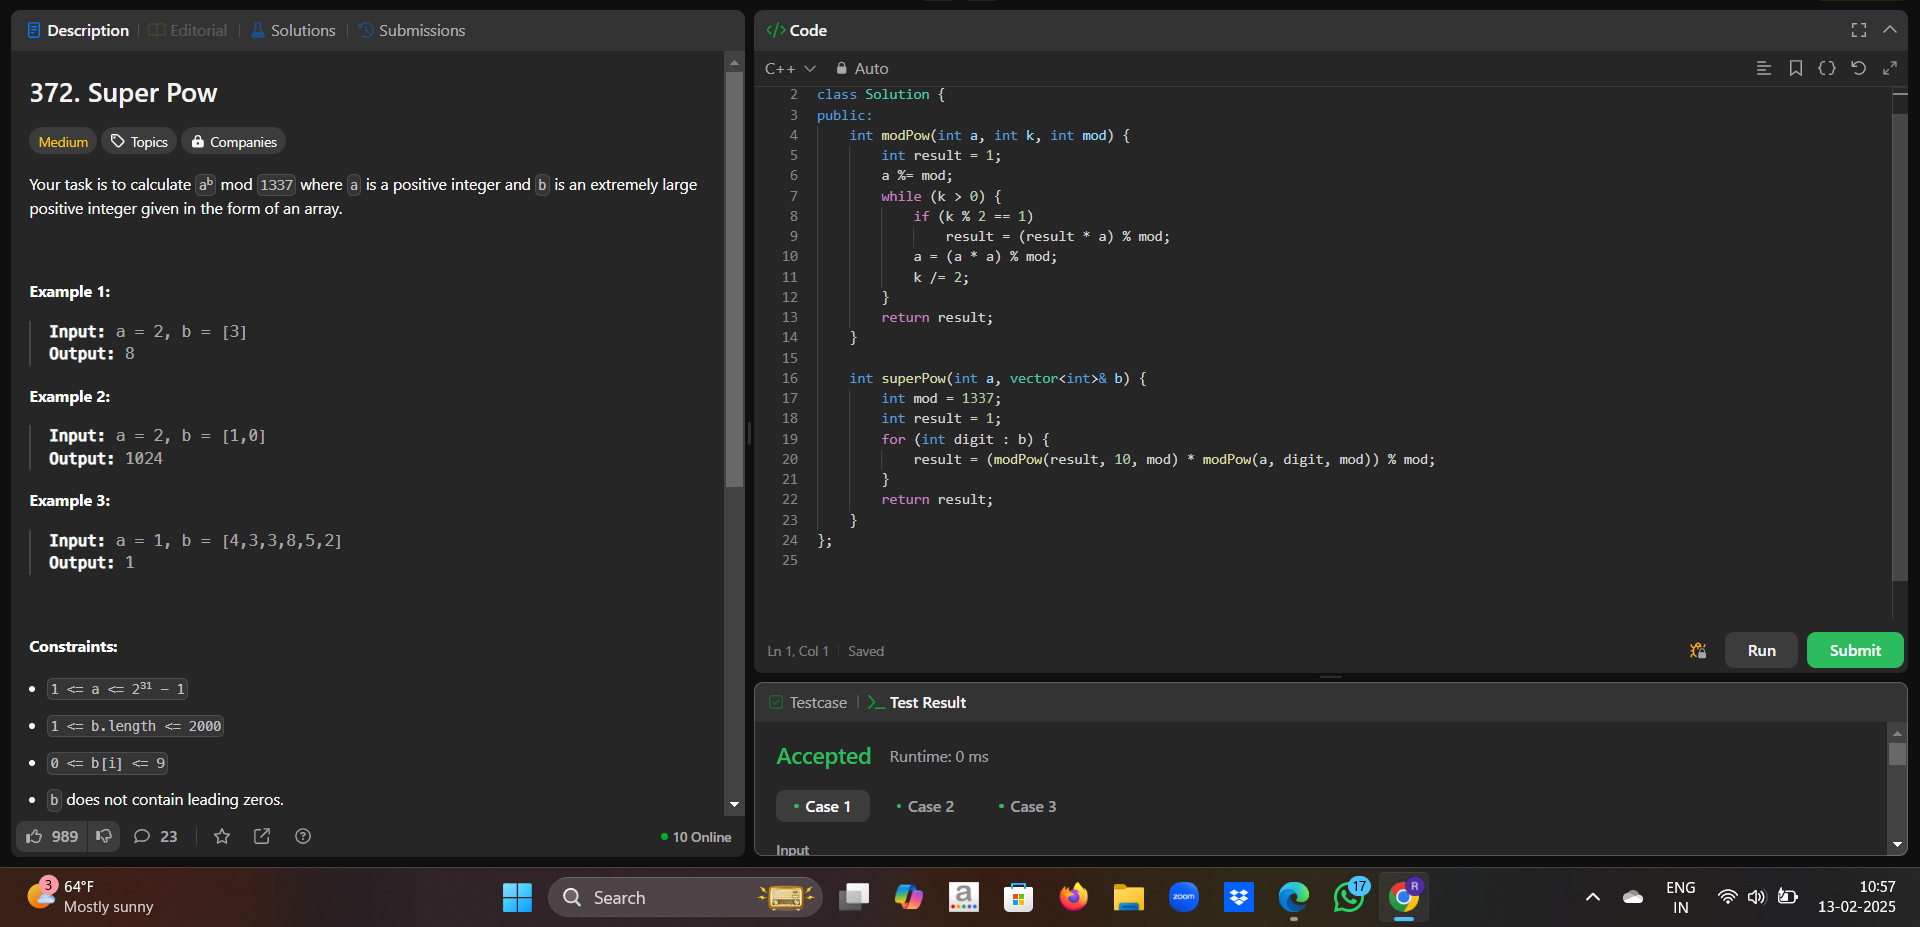 Description
Editorial
Solutions
Submissions
372. Super Pow
Medium
Topics
Companies
Your task is to calculate aᵇ mod 1337 where a is a positive integer and b is an extremely large
positive integer given in the form of an array.
Example 1:
Input: a = 2, b = [3]
Output: 8
Example 2:
Input: a = 2, b = [1,0]
Output: 1024
Example 3:
Input: a = 1, b = [4,3,3,8,5,2]
Output: 1
Constraints:
1 <= a <= 2³¹ - 1
1 <= b.length <= 2000
0 <= b[i] <= 9
b does not contain leading zeros.
989
23
10 Online
</> Code
C++
Auto
2 class Solution {
3 public:
4 int modPow(int a, int k, int mod) {
5 int result = 1;
6 a %= mod;
7 while (k > 0) {
8 if (k % 2 == 1)
9 result = (result * a) % mod;
10 a = (a * a) % mod;
11 k /= 2;
12 }
13 return result;
14 }
15
16 int superPow(int a, vector<int>& b) {
17 int mod = 1337;
18 int result = 1;
19 for (int digit : b) {
20 result = (modPow(result, 10, mod) * modPow(a, digit, mod)) % mod;
21 }
22 return result;
23 }
24 };
25
Ln 1, Col 1
Saved
Run
Submit
Testcase
Test Result
Accepted
Runtime: 0 ms
Case 1
Case 2
Case 3
Input
3
64°F
Mostly sunny
Search
a
zoom
17
R
ENG
IN
10:57
13-02-2025